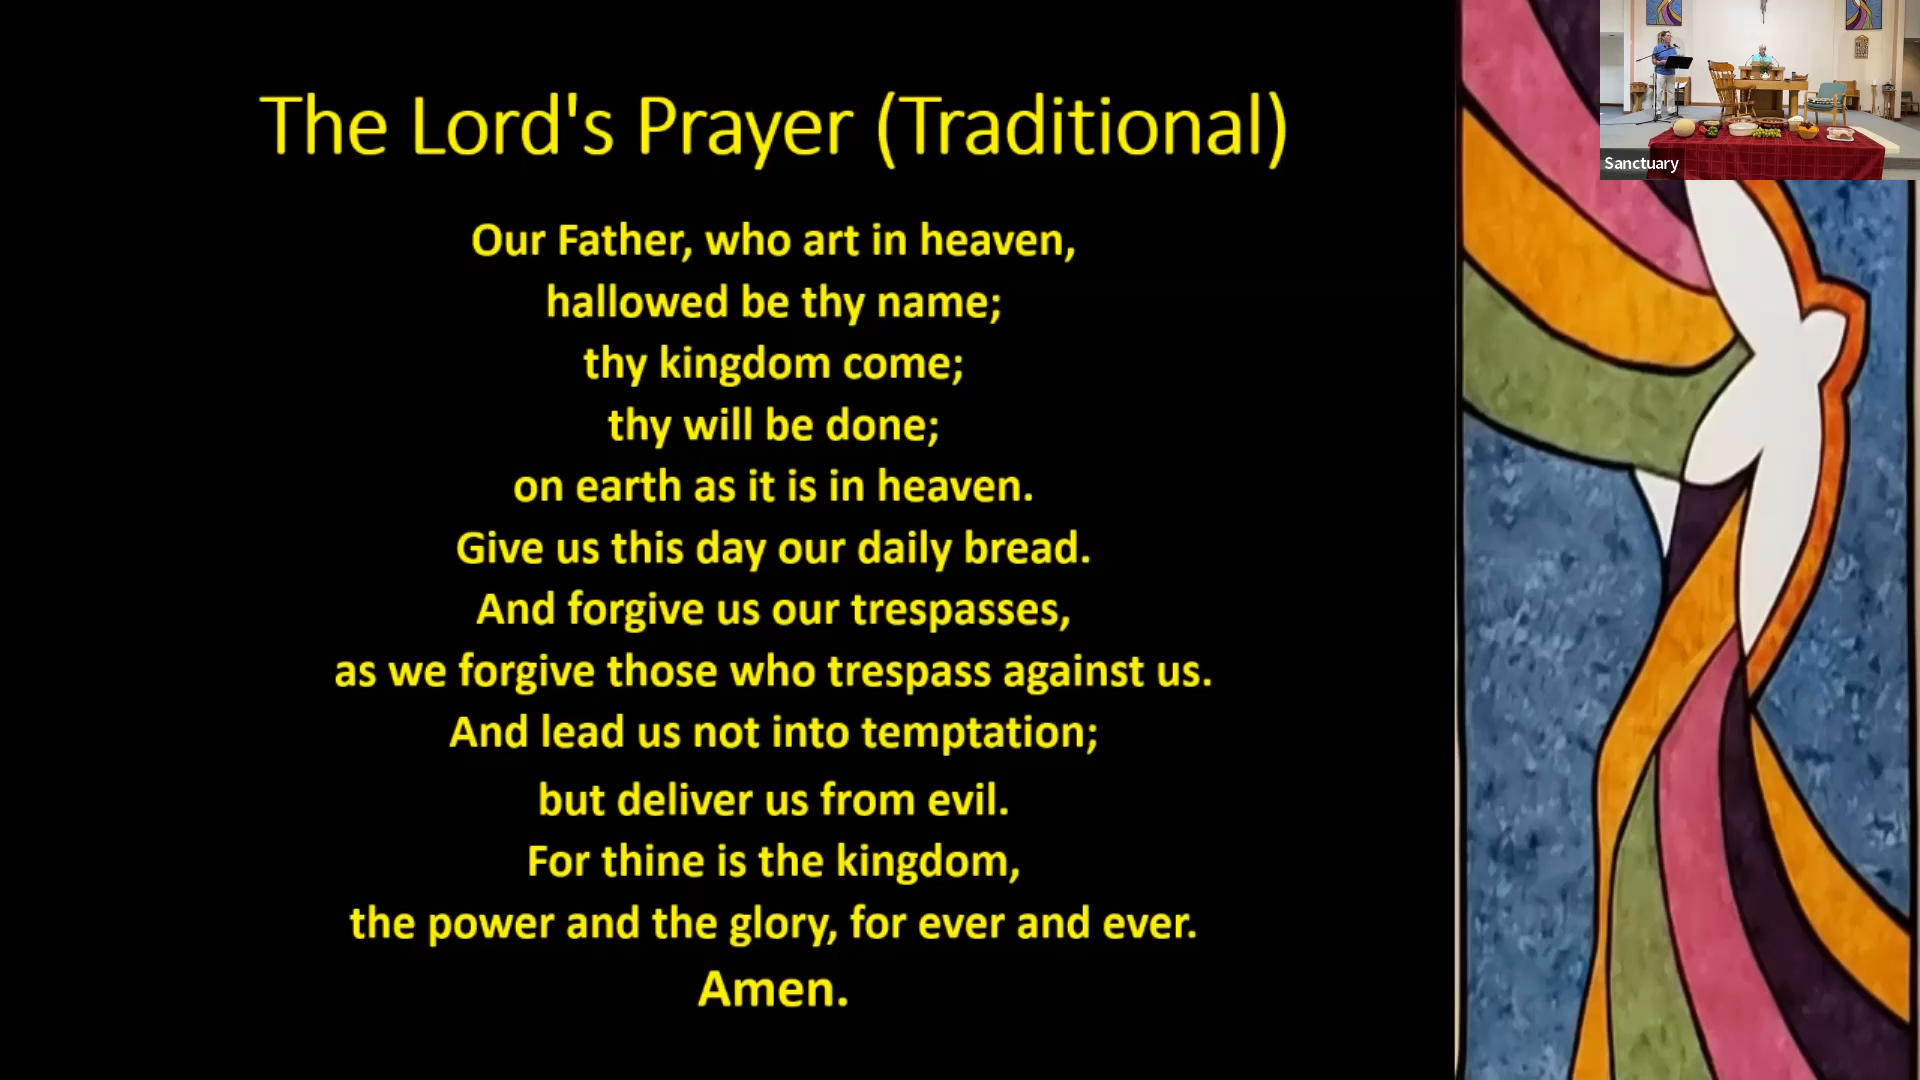 The Lord's Prayer (Traditional)
Our Father, who art in heaven,
hallowed be thy name;
thy kingdom come;
thy will be done;
on earth as it is in heaven.
Give us this day our daily bread.
And forgive us our trespasses,
as we forgive those who trespass against us.
And lead us not into temptation;
but deliver us from evil.
For thine is the kingdom,
the power and the glory, for ever and ever.
Amen.
Sanctuary